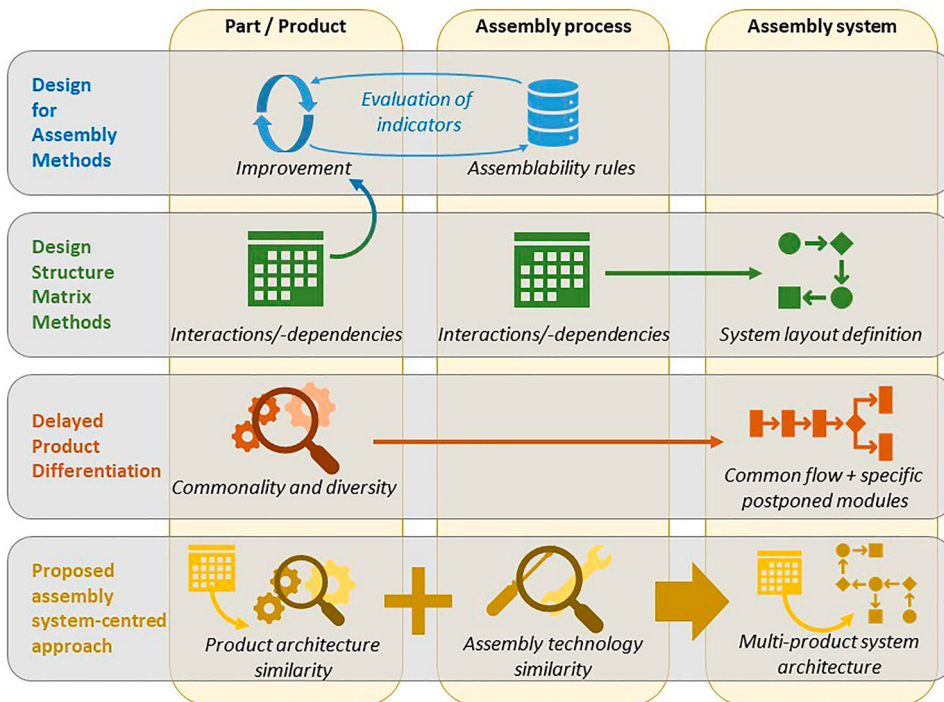 Part / Product
Assembly process
Assembly system
Design
for
Assembly
Methods
Evaluation of
indicators
Improvement
Assemblability rules
Design
Structure
Matrix
Methods
Interactions/-dependencies
Interactions/-dependencies
System layout definition
Delayed
Product
Differentiation
Commonality and diversity
Common flow + specific
postponed modules
Proposed
assembly
system-centred
approach
Product architecture
similarity
Assembly technology
similarity
Multi-product system
architecture